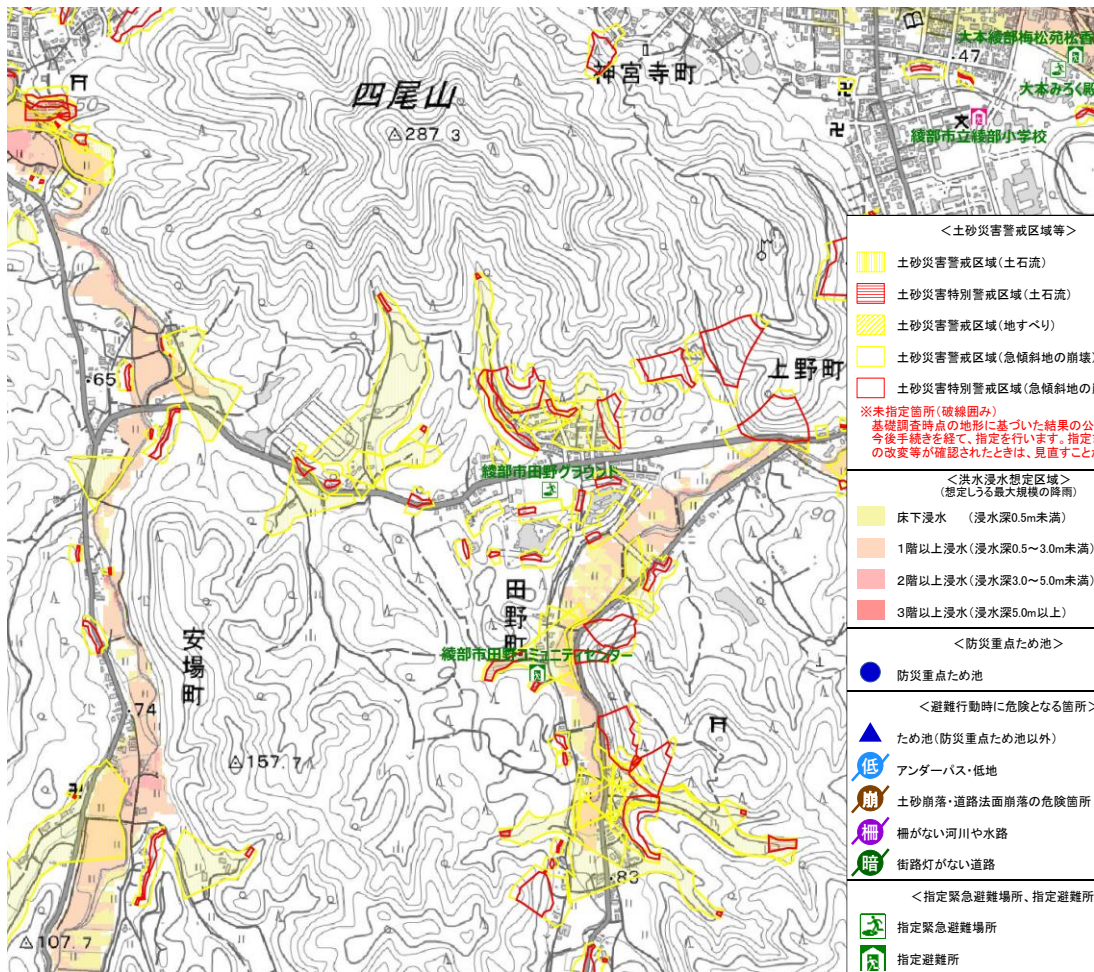 神宮寺町
四尾山
287.3
大本綾部梅松苑松香
47
大本みろく殿
文
綾部市立綾部小学校
65
上野町
100
綾部市田野グラウンド
90
田野町
綾部市田野コミュニティセンター
安場町
74
157.7
83
107.7
<土砂災害警戒区域等>
土砂災害警戒区域(土石流)
土砂災害特別警戒区域(土石流)
土砂災害警戒区域(地すべり)
土砂災害警戒区域(急傾斜地の崩壊)
土砂災害特別警戒区域(急傾斜地の
※未指定箇所(破線囲み)
基礎調査時点の地形に基づいた結果の公
今後手続きを経て、指定を行います。指定
の改変等が確認されたときは、見直すことか
<洪水浸水想定区域>
(想定しうる最大規模の降雨)
床下浸水 (浸水深0.5m未満)
1階以上浸水(浸水深0.5~3.0m未満)
2階以上浸水(浸水深3.0~5.0m未満)
3階以上浸水(浸水深5.0m以上)
<防災重点ため池>
防災重点ため池
<避難行動時に危険となる箇所>
ため池(防災重点ため池以外)
低 アンダーパス・低地
崩 土砂崩落・道路法面崩落の危険箇所
柵 柵がない河川や水路
暗 街路灯がない道路
<指定緊急避難場所、指定避難所
指定緊急避難場所
指定避難所